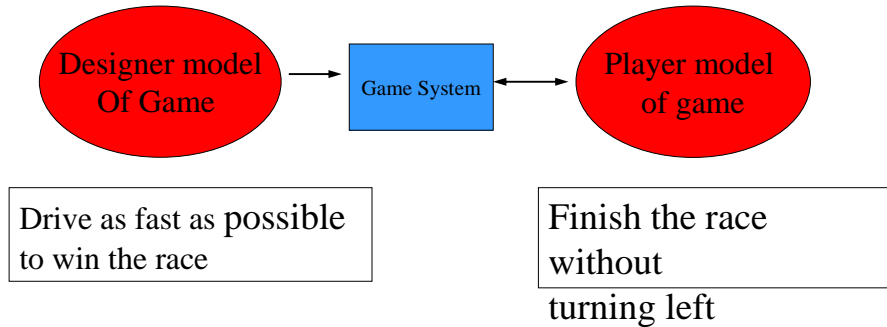 Designer model
Of Game
Game System
Player model
of game
Drive as fast as possible
to win the race
Finish the race
without
turning left